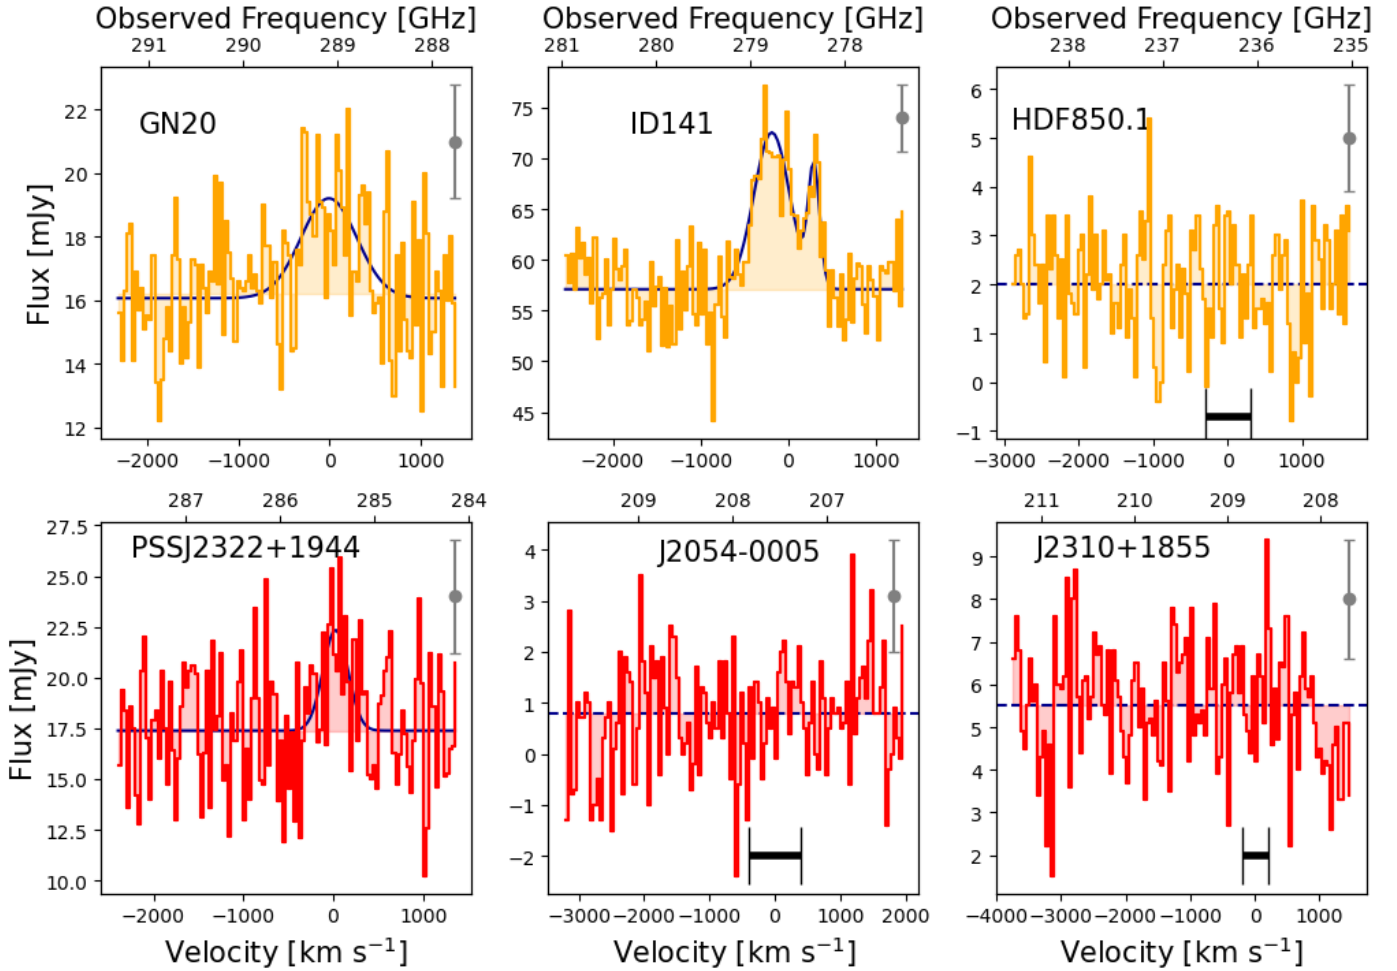 Observed Frequency [GHz] Observed Frequency [GHz] Observed Frequency [GHz]
291 290 289 288 281 280 279 278 238 237 236 235
GN20 ID141 HDF850.1
Flux [mJy]
22 20 18 16 14 12
75 70 65 60 55 50 45
6 5 4 3 2 1 0 −1
−2000 −1000 0 1000 −2000 −1000 0 1000 −3000 −2000 −1000 0 1000
287 286 285 284 209 208 207 211 210 209 208
PSSJ2322+1944 J2054-0005 J2310+1855
Flux [mJy]
27.5 25.0 22.5 20.0 17.5 15.0 12.5 10.0
4 3 2 1 0 −1 −2
9 8 7 6 5 4 3 2
−2000 −1000 0 1000 −3000 −2000 −1000 0 1000 2000 −4000 −3000 −2000 −1000 0 1000
Velocity [km s⁻¹] Velocity [km s⁻¹] Velocity [km s⁻¹]